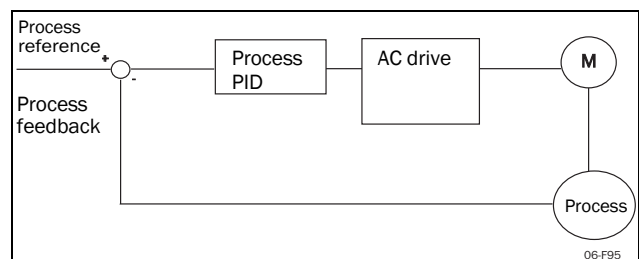 Process
reference
+
-
Process
feedback
Process
PID
AC drive
M
Process
06-F95